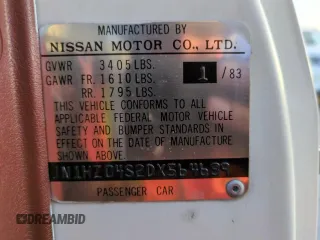 MANUFACTURED BY
NISSAN MOTOR CO., LTD.
GVWR 3405 LBS.
GAWR FR. 1610 LBS. 1 / 83
RR. 1795 LBS.
THIS VEHICLE CONFORMS TO ALL
APPLICABLE FEDERAL MOTOR VEHICLE
SAFETY AND BUMPER STANDARDS IN
EFFECT ON THE DATE OF MANUFACTURE
SHOWN ABOVE.
PASSENGER CAR
DREAMBID